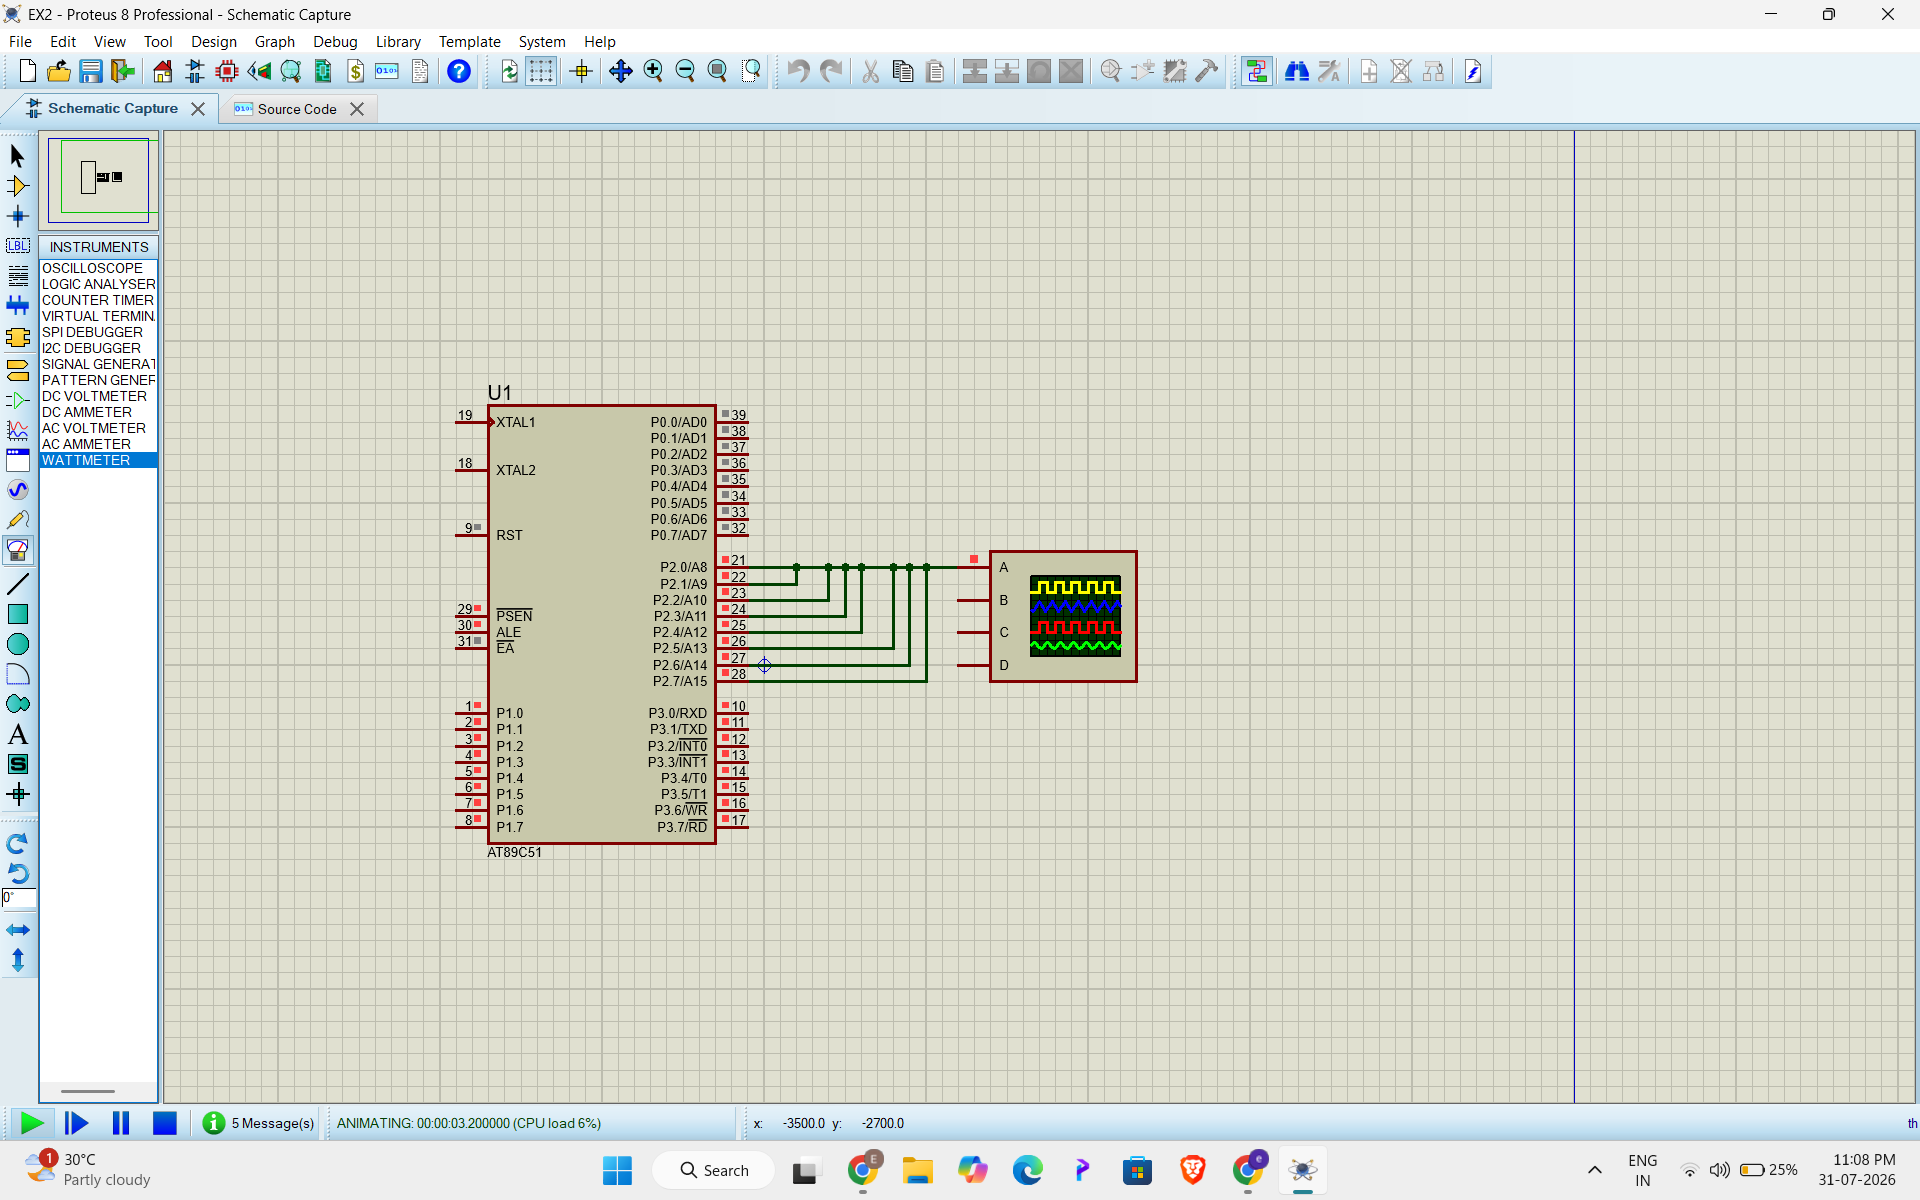 EX2 - Proteus 8 Professional - Schematic Capture
File Edit View Tool Design Graph Debug Library Template System Help
Schematic Capture
Source Code
INSTRUMENTS
OSCILLOSCOPE
LOGIC ANALYSER
COUNTER TIMER
VIRTUAL TERMIN
SPI DEBUGGER
I2C DEBUGGER
SIGNAL GENERAT
PATTERN GENER
DC VOLTMETER
DC AMMETER
AC VOLTMETER
AC AMMETER
WATTMETER
LBL
A
S
0°
U1
19 XTAL1 P0.0/AD0 39
P0.1/AD1 38
P0.2/AD2 37
18 XTAL2 P0.3/AD3 36
P0.4/AD4 35
P0.5/AD5 34
P0.6/AD6 33
9 RST P0.7/AD7 32
P2.0/A8 21
P2.1/A9 22
P2.2/A10 23
29 PSEN P2.3/A11 24
30 ALE P2.4/A12 25
31 EA P2.5/A13 26
P2.6/A14 27
P2.7/A15 28
1 P1.0 P3.0/RXD 10
2 P1.1 P3.1/TXD 11
3 P1.2 P3.2/INT0 12
4 P1.3 P3.3/INT1 13
5 P1.4 P3.4/T0 14
6 P1.5 P3.5/T1 15
7 P1.6 P3.6/WR 16
8 P1.7 P3.7/RD 17
AT89C51
A
B
C
D
5 Message(s)
ANIMATING: 00:00:03.200000 (CPU load 6%)
x: -3500.0 y: -2700.0
th
1
30°C
Partly cloudy
Search
E
e
ENG
IN
25%
11:08 PM
31-07-2026